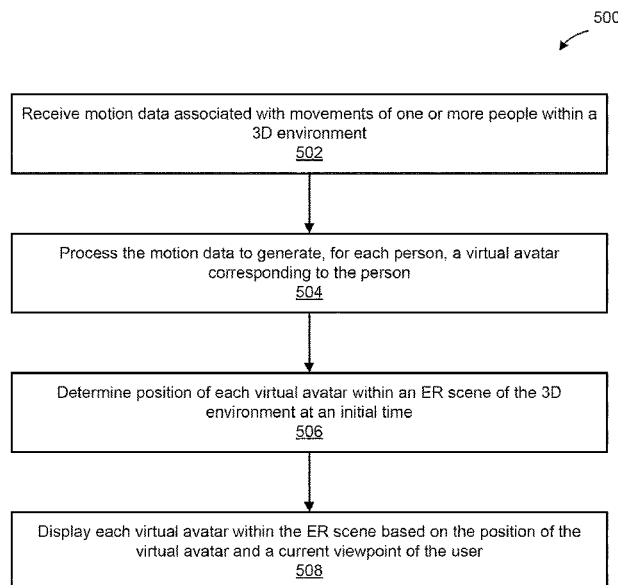 500
Receive motion data associated with movements of one or more people within a
3D environment
502
Process the motion data to generate, for each person, a virtual avatar
corresponding to the person
504
Determine position of each virtual avatar within an ER scene of the 3D
environment at an initial time
506
Display each virtual avatar within the ER scene based on the position of the
virtual avatar and a current viewpoint of the user
508